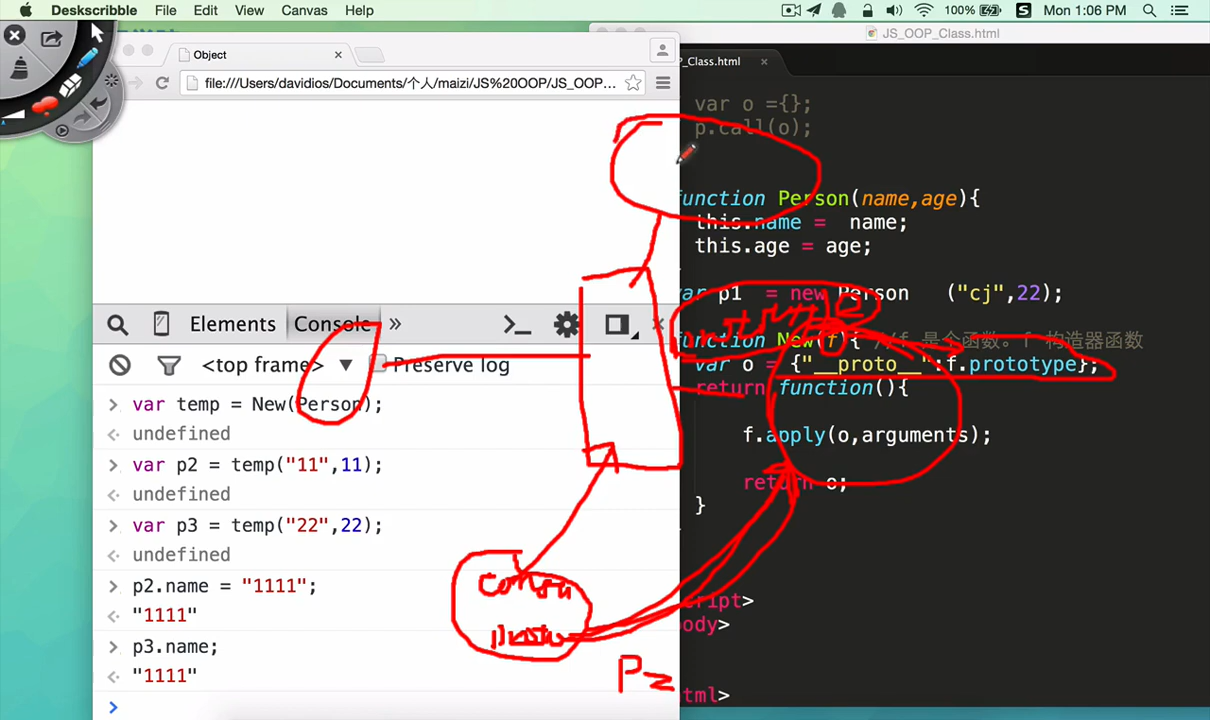 Deskscribble File Edit View Canvas Help 100% Mon 1:06 PM
JS_OOP_Class.html
Object
P_Class.html
file:///Users/davidios/Documents/个人/maizi/JS%20OOP/JS_OOP…
var o ={};
p.call(o);
function Person(name,age){
this.name = name;
this.age = age;
var p1 = new Person ("cj",22);
function New(f){ //f 是个函数。f 构造器函数
var o = {"__proto__":f.prototype};
return function(){
f.apply(o,arguments);
return o;
}
cript>
body>
html>
Elements Console »
<top frame> ▼ Preserve log
> var temp = New(Person);
undefined
> var p2 = temp("11",11);
undefined
> var p3 = temp("22",22);
undefined
> p2.name = "1111";
"1111"
> p3.name;
"1111"
>
P2